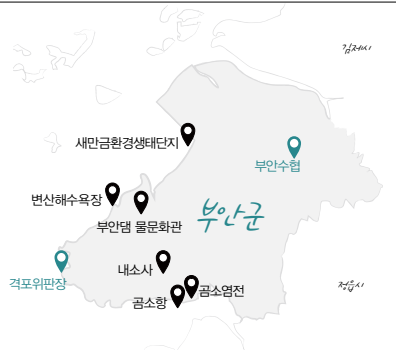 김제시
새만금환경생태단지
부안수협
변산해수욕장
부안댐 물문화관
부안군
내소사
격포위판장
곰소염전
곰소항
정읍시